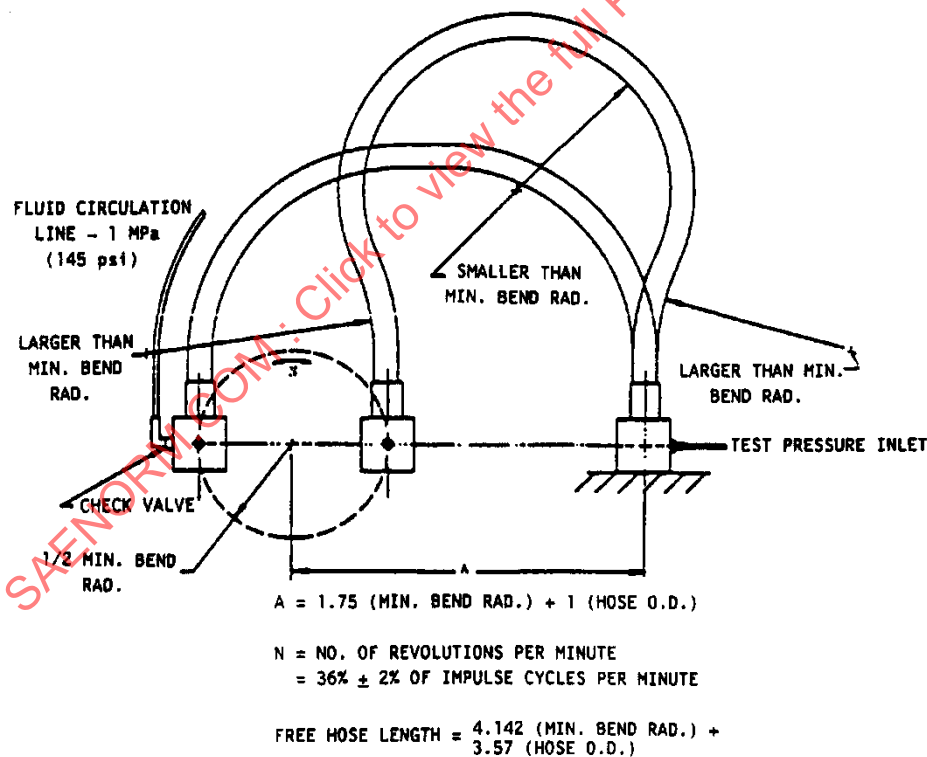 SAENORM.COM : Click to view the full
FLUID CIRCULATION
LINE - 1 MPa
(145 psi)
SMALLER THAN
MIN. BEND RAD.
LARGER THAN
MIN. BEND
RAD.
LARGER THAN MIN.
BEND RAD.
N
TEST PRESSURE INLET
CHECK VALVE
1/2 MIN. BEND
RAD.
A
A = 1.75 (MIN. BEND RAD.) + 1 (HOSE O.D.)
N = NO. OF REVOLUTIONS PER MINUTE
= 36% ± 2% OF IMPULSE CYCLES PER MINUTE
FREE HOSE LENGTH = 4.142 (MIN. BEND RAD.) +
3.57 (HOSE O.D.)